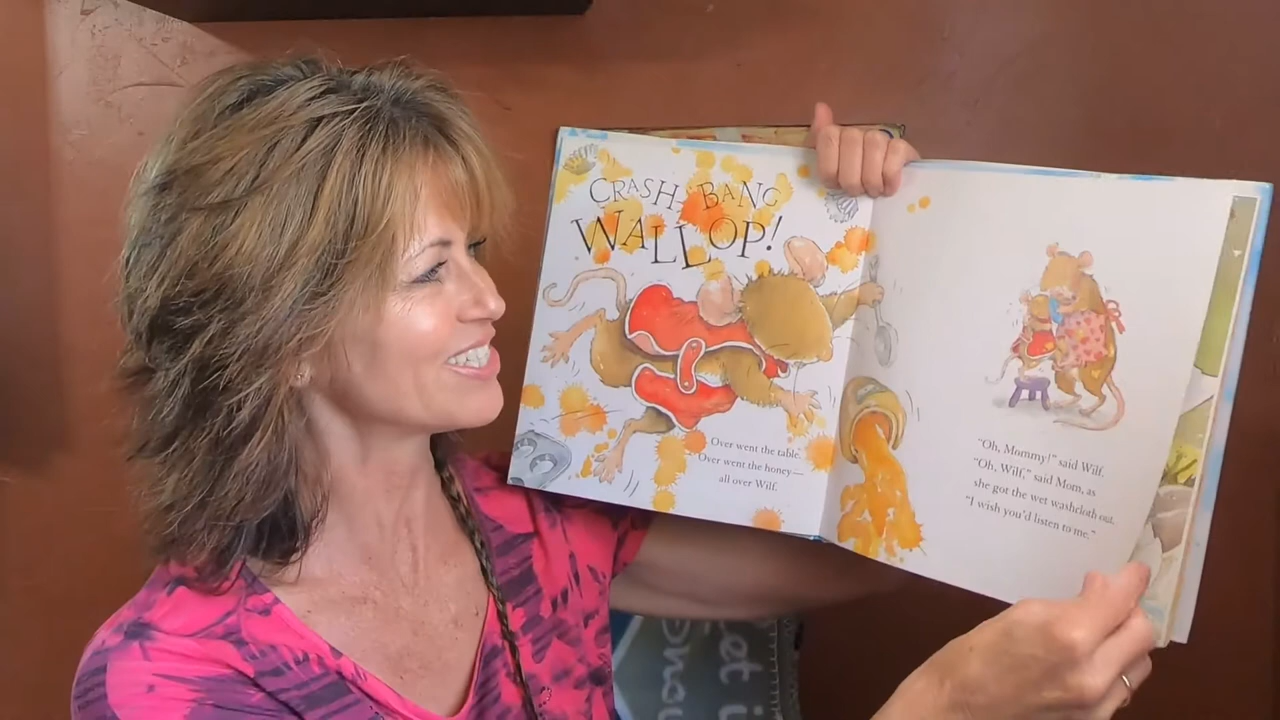 CRASH BANG
WALLOP!
Over went the table.
Over went the honey—
all over Wilf.
"Oh, Mommy!" said Wilf.
"Oh, Wilf," said Mom, as
she got the wet washcloth out.
"I wish you'd listen to me."
Let i